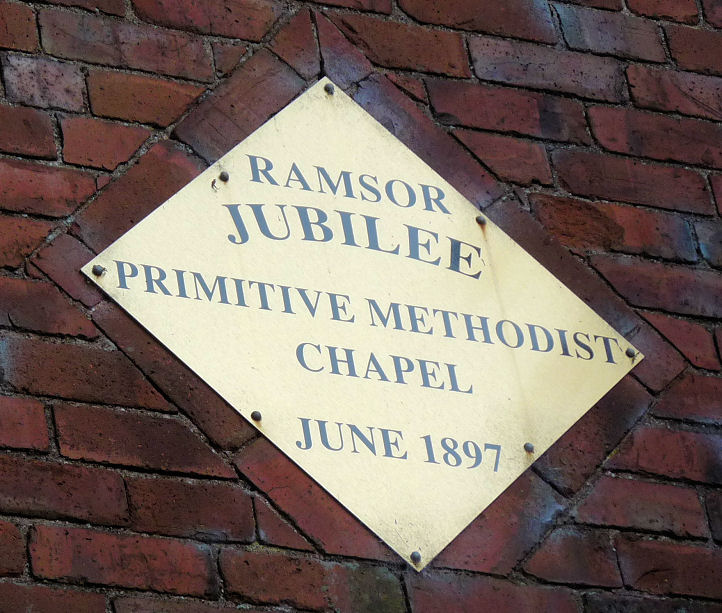 RAMSOR
JUBILEE
PRIMITIVE METHODIST
CHAPEL
JUNE 1897